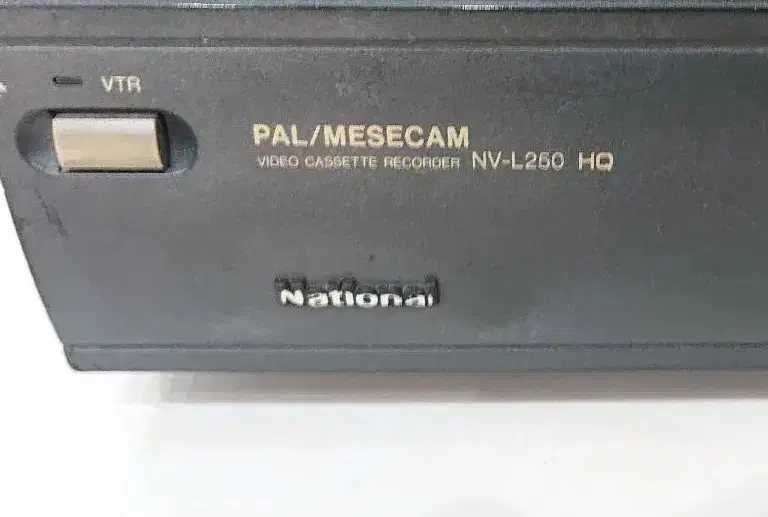 VTR
PAL/MESECAM
VIDEO CASSETTE RECORDER NV-L250 HQ
National